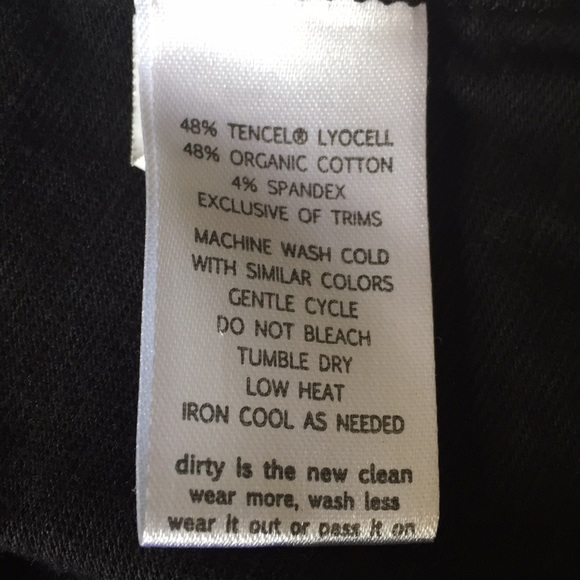 48% TENCEL® LYOCELL
48% ORGANIC COTTON
4% SPANDEX
EXCLUSIVE OF TRIMS
MACHINE WASH COLD
WITH SIMILAR COLORS
GENTLE CYCLE
DO NOT BLEACH
TUMBLE DRY
LOW HEAT
IRON COOL AS NEEDED
dirty is the new clean
wear more, wash less
wear it out or pass it on